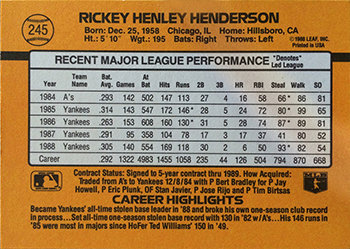 245
RICKEY HENLEY HENDERSON
Born: Dec. 25, 1958 Chicago, IL Home: Hillsboro, CA
Ht.: 5' 10" Wgt.: 195 Bats: Right Throws: Left
©1988 LEAF, INC.
Printed in USA
RECENT MAJOR LEAGUE PERFORMANCE *Denotes* Led League
Year Team Name Bat. Avg. Games At Bat Hits Runs 2B 3B HR RBI Steal Walk SO
1984 A's .293 142 502 147 113 27 4 16 58 66* 86 81
1985 Yankees .314 143 547 172 146* 28 5 24 72 80* 99 65
1986 Yankees .263 153 608 160 130* 31 5 28 74 87* 89 81
1987 Yankees .291 95 358 104 78 17 3 17 37 41 80 52
1988 Yankees .305 140 554 169 118 30 2 6 50 93* 82 54
Career .292 1322 4983 1455 1058 235 50 126 504 794 870 668
Contract Status: Signed to 5-year contract thru 1989. How Acquired:
Traded from A's to Yankees 12/8/84 with P Bert Bradley for P Jay
Howell, P Eric Plunk, OF Stan Javier, P Jose Rijo and P Tim Birtsas
CAREER HIGHLIGHTS
Became Yankees' all-time stolen base leader in '88 and broke his own one-season club
record in process...Set all-time one-season stolen base record with 130 in '82 w/A's... His 146 runs in
'85 were most in majors since HoFer Ted Williams' 150 in '49.